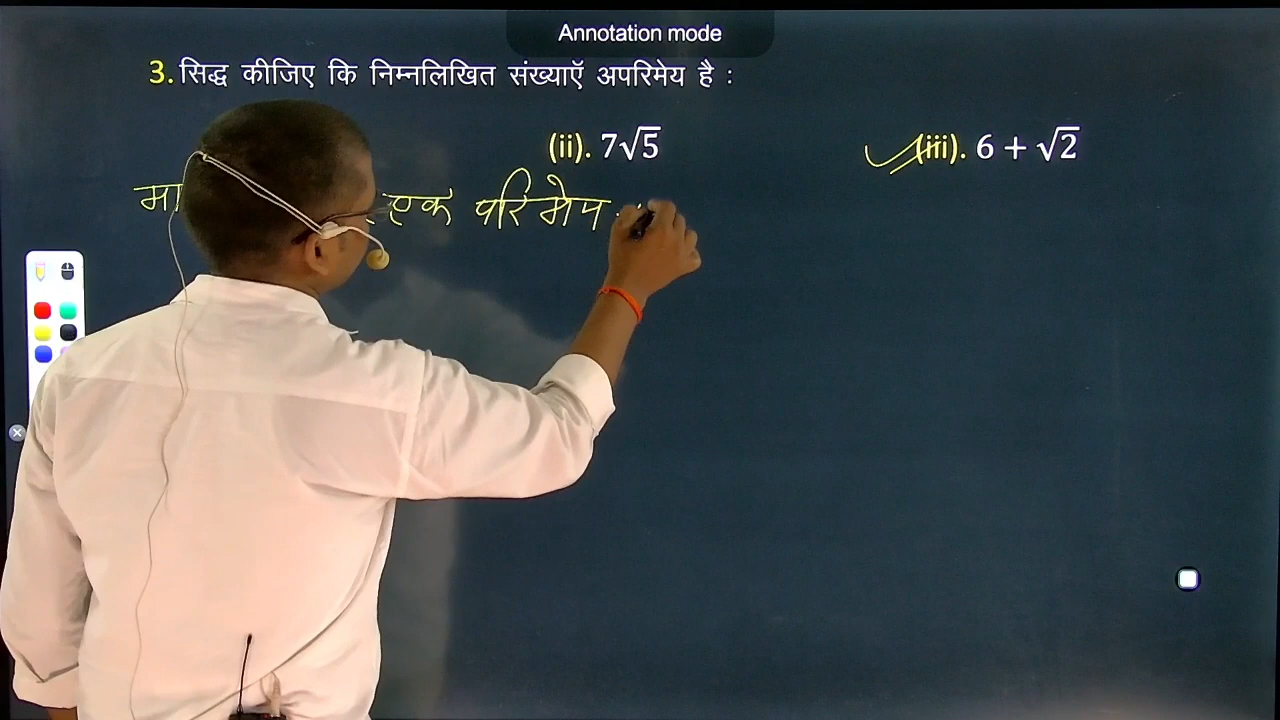 Annotation mode
3. सिद्ध कीजिए कि निम्नलिखित संख्याएँ अपरिमेय है :
(ii). 7√5 (iii). 6 + √2
एक परिमेय